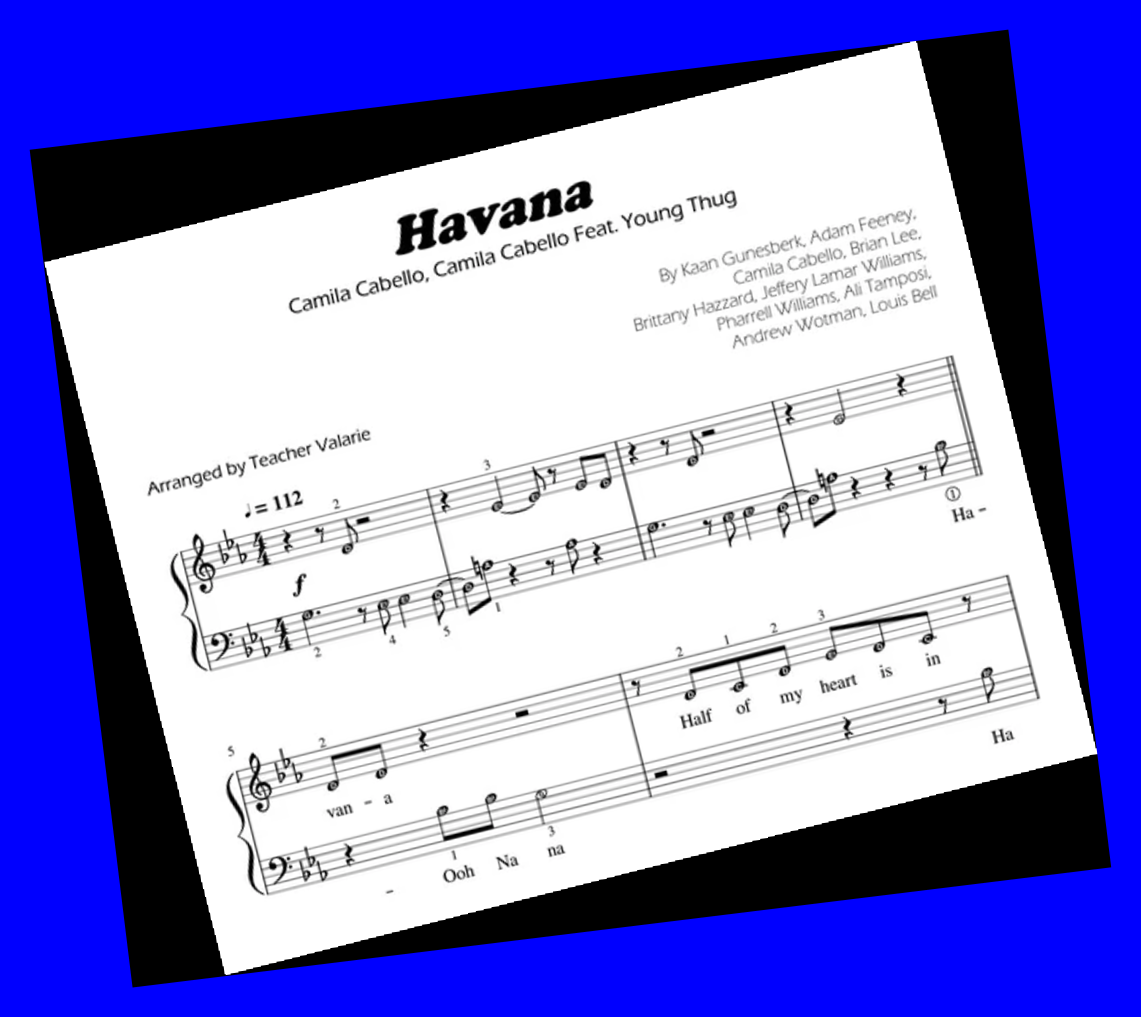 Havana
Camila Cabello, Camila Cabello Feat. Young Thug
By Kaan Gunesberk, Adam Feeney,
Camila Cabello, Brian Lee,
Brittany Hazzard, Jeffery Lamar Williams,
Pharrell Williams, Ali Tamposi,
Andrew Wotman, Louis Bell
Arranged by Teacher Valarie
♩= 112
2 3
4 4
f
4 4
2 4 5 1
1
Ha -
5
2 2 1 2 3
van - a Half of my heart is in
1 3
- Ooh Na na Ha